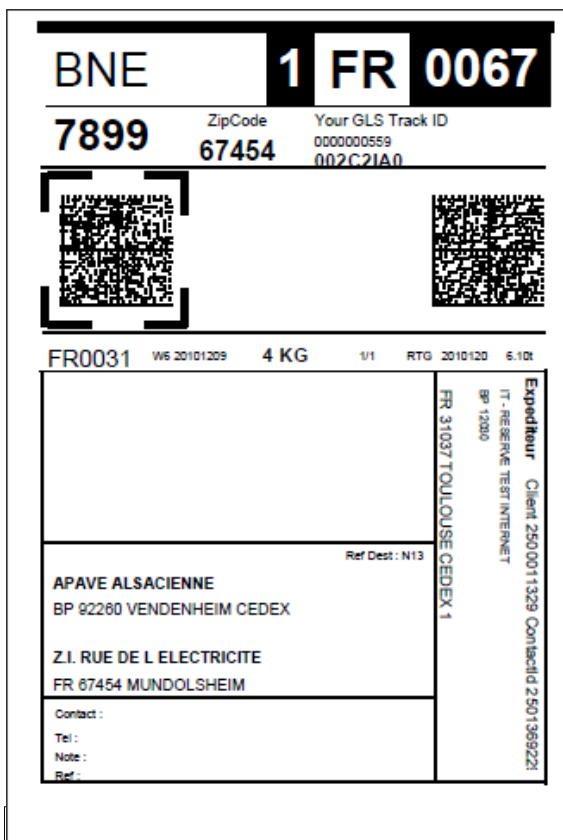 BNE 1 FR 0067
7899
ZipCode
67454
Your GLS Track ID
0000000559
002C2IA0
FR0031 W6 20101209 4 KG 1/1 RTG 2010120 6.10t
Expediteur Client 2500011329 ContactId 2501369221
IT - RESERVE TEST INTERNET
BP 12030
FR 31037 TOULOUSE CEDEX 1
Ref Dest : N13
APAVE ALSACIENNE
BP 92260 VENDENHEIM CEDEX
Z.I. RUE DE L ELECTRICITE
FR 67454 MUNDOLSHEIM
Contact :
Tel :
Note :
Ref :